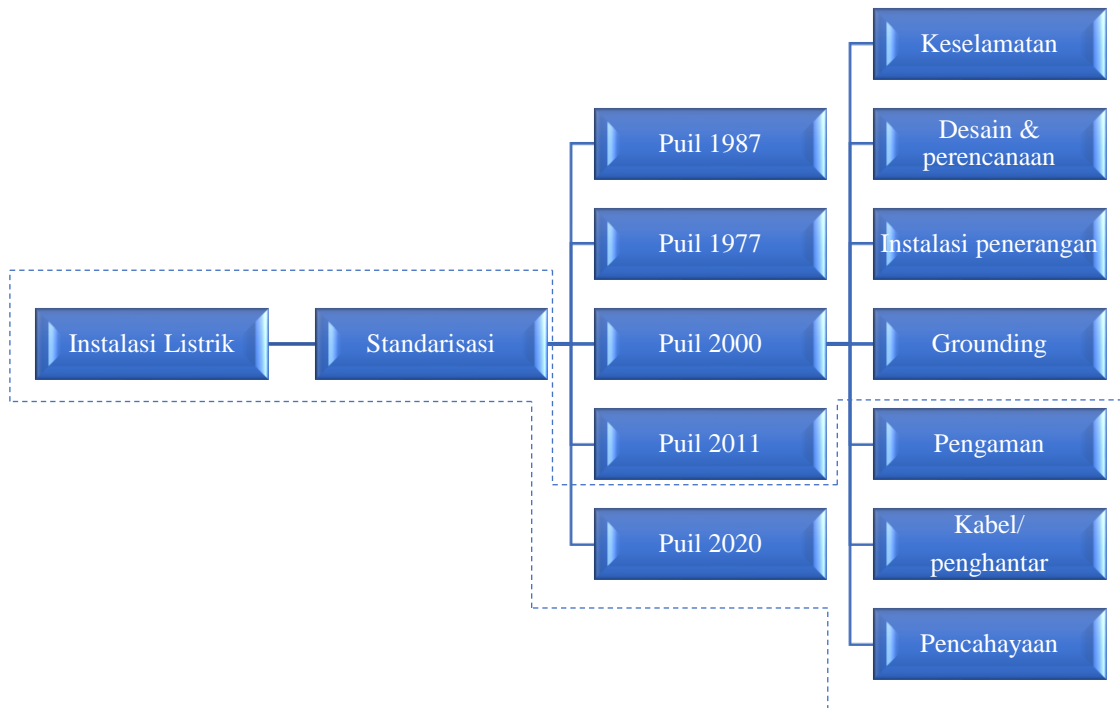 Instalasi Listrik
Standarisasi
Puil 1987
Puil 1977
Puil 2000
Puil 2011
Puil 2020
Keselamatan
Desain &
perencanaan
Instalasi penerangan
Grounding
Pengaman
Kabel/
penghantar
Pencahayaan